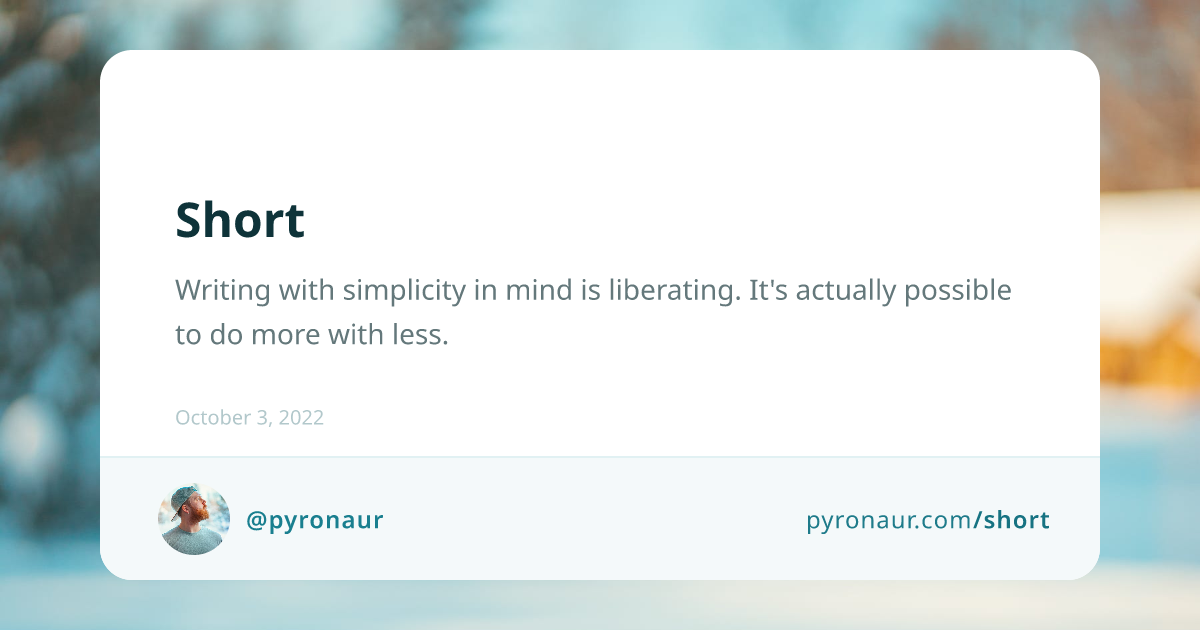 Short
Writing with simplicity in mind is liberating. It's actually possible
to do more with less.
October 3, 2022
@pyronaur
pyronaur.com/short